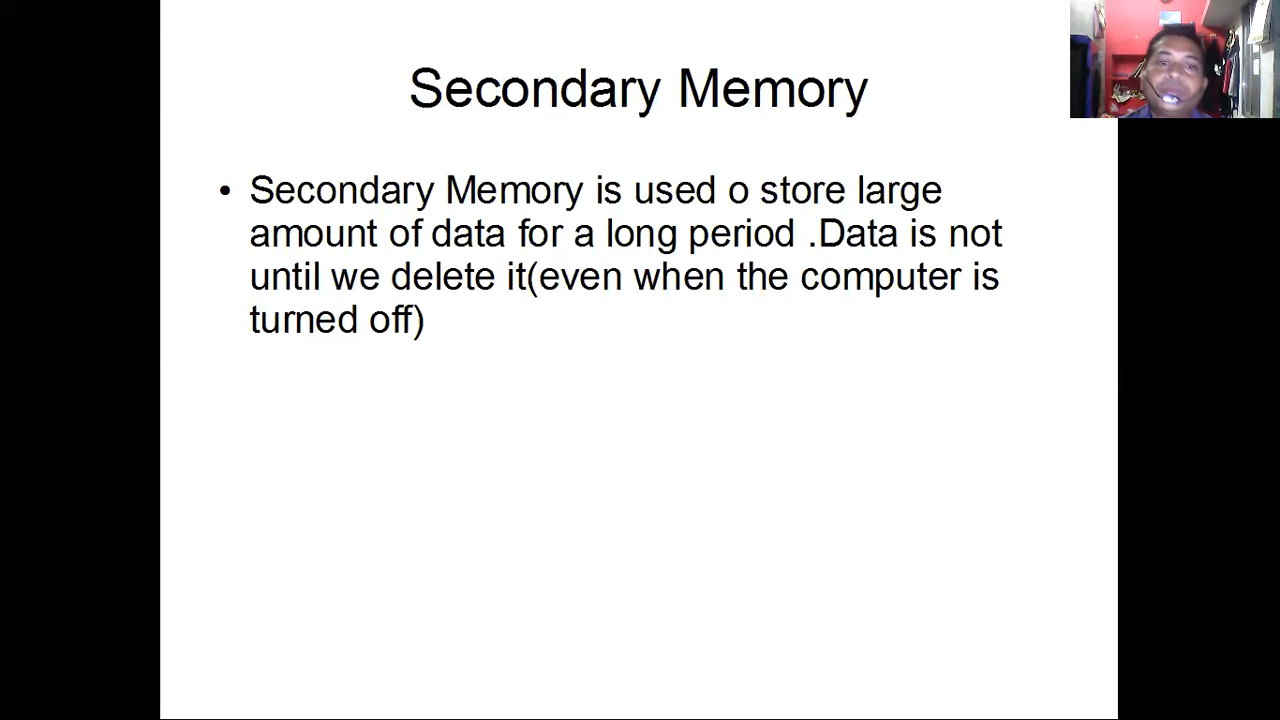 Secondary Memory
• Secondary Memory is used o store large
amount of data for a long period .Data is not
until we delete it(even when the computer is
turned off)